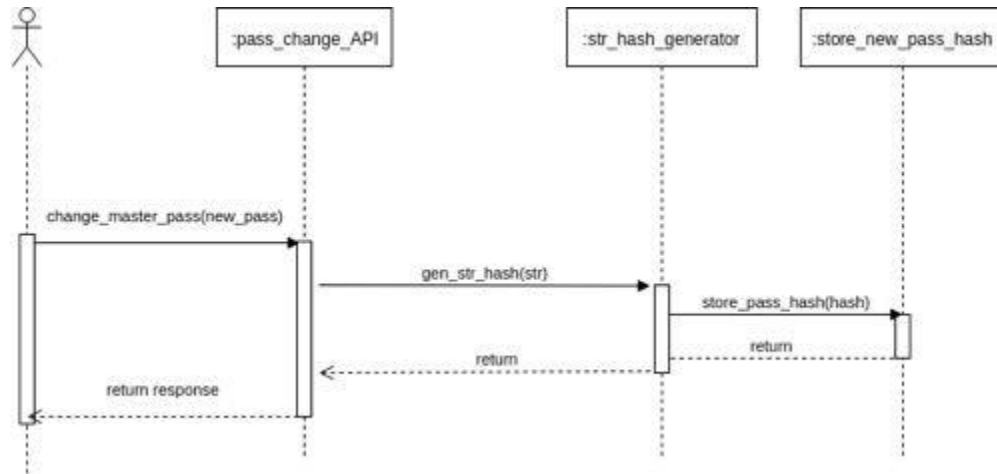 :pass_change_API
:str_hash_generator
:store_new_pass_hash
change_master_pass(new_pass)
gen_str_hash(str)
store_pass_hash(hash)
return
return
return response